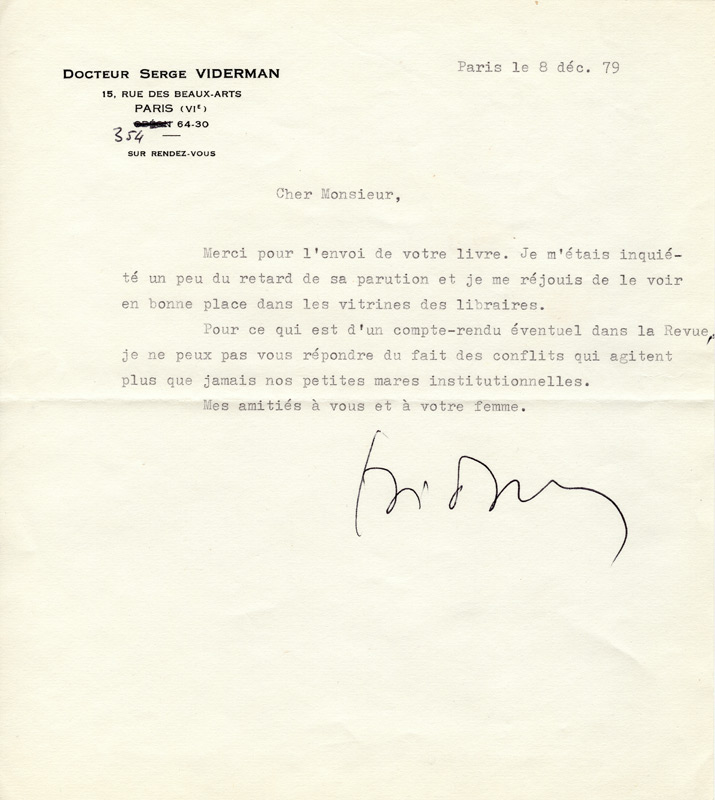 Docteur Serge VIDERMAN
Paris le 8 déc. 79
15, RUE DES BEAUX-ARTS
PARIS (VIᴱ)
ODÉON 64-30
354 —
SUR RENDEZ-VOUS
Cher Monsieur,
Merci pour l'envoi de votre livre. Je m'étais inquié-
té un peu du retard de sa parution et je me réjouis de le voir
en bonne place dans les vitrines des libraires.
Pour ce qui est d'un compte-rendu éventuel dans la Revue,
je ne peux pas vous répondre du fait des conflits qui agitent
plus que jamais nos petites mares institutionnelles.
Mes amitiés à vous et à votre femme.
Viderman